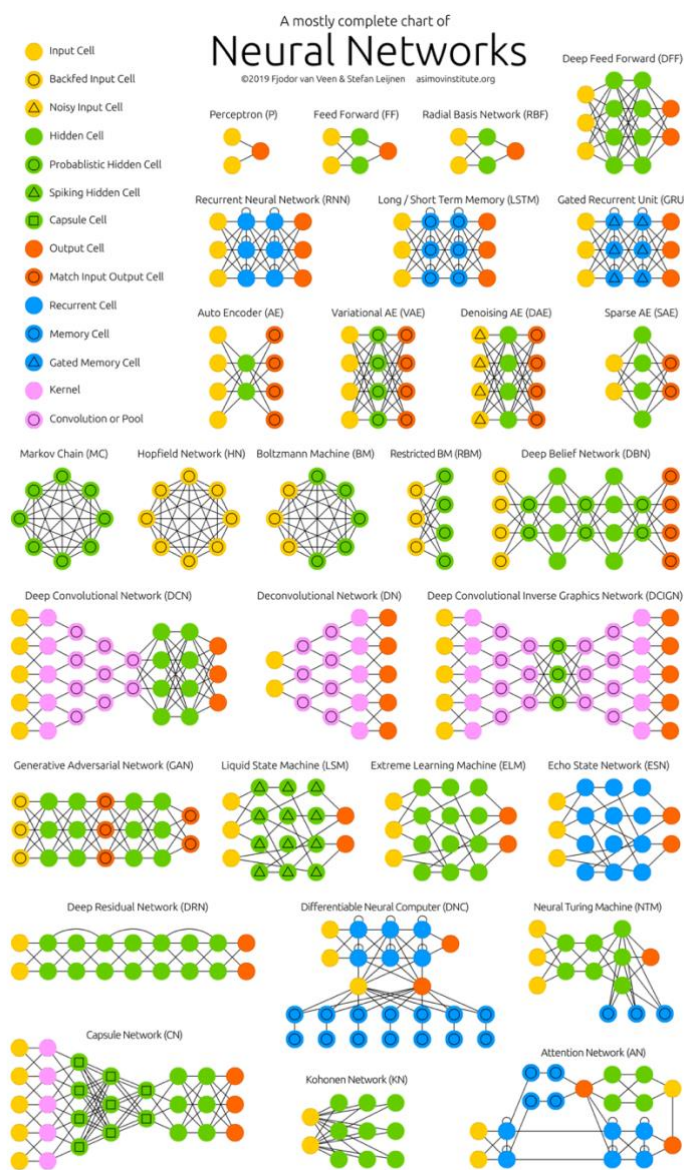 A mostly complete chart of
Neural Networks
©2019 Fjodor van Veen & Stefan Leijnen asimovinstitute.org
Input Cell
Backfed Input Cell
Noisy Input Cell
Hidden Cell
Probablistic Hidden Cell
Spiking Hidden Cell
Capsule Cell
Output Cell
Match Input Output Cell
Recurrent Cell
Memory Cell
Gated Memory Cell
Kernel
Convolution or Pool
Deep Feed Forward (DFF)
Perceptron (P) Feed Forward (FF) Radial Basis Network (RBF)
Recurrent Neural Network (RNN) Long / Short Term Memory (LSTM) Gated Recurrent Unit (GRU)
Auto Encoder (AE) Variational AE (VAE) Denoising AE (DAE) Sparse AE (SAE)
Markov Chain (MC) Hopfield Network (HN) Boltzmann Machine (BM) Restricted BM (RBM) Deep Belief Network (DBN)
Deep Convolutional Network (DCN) Deconvolutional Network (DN) Deep Convolutional Inverse Graphics Network (DCIGN)
Generative Adversarial Network (GAN) Liquid State Machine (LSM) Extreme Learning Machine (ELM) Echo State Network (ESN)
Deep Residual Network (DRN) Differentiable Neural Computer (DNC) Neural Turing Machine (NTM)
Capsule Network (CN) Kohonen Network (KN) Attention Network (AN)